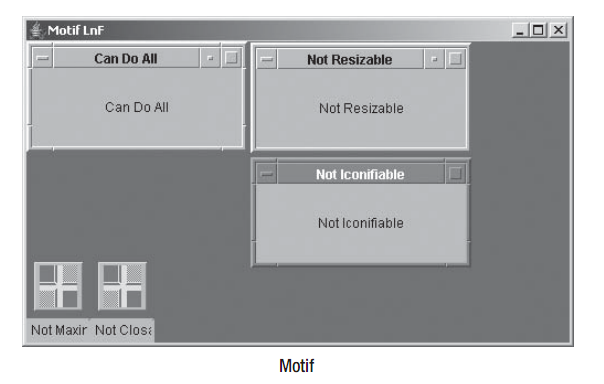 Motif LnF
Can Do All
Not Resizable
Can Do All
Not Resizable
Not Iconifiable
Not Iconifiable
Not Maxir
Not Closa
Motif